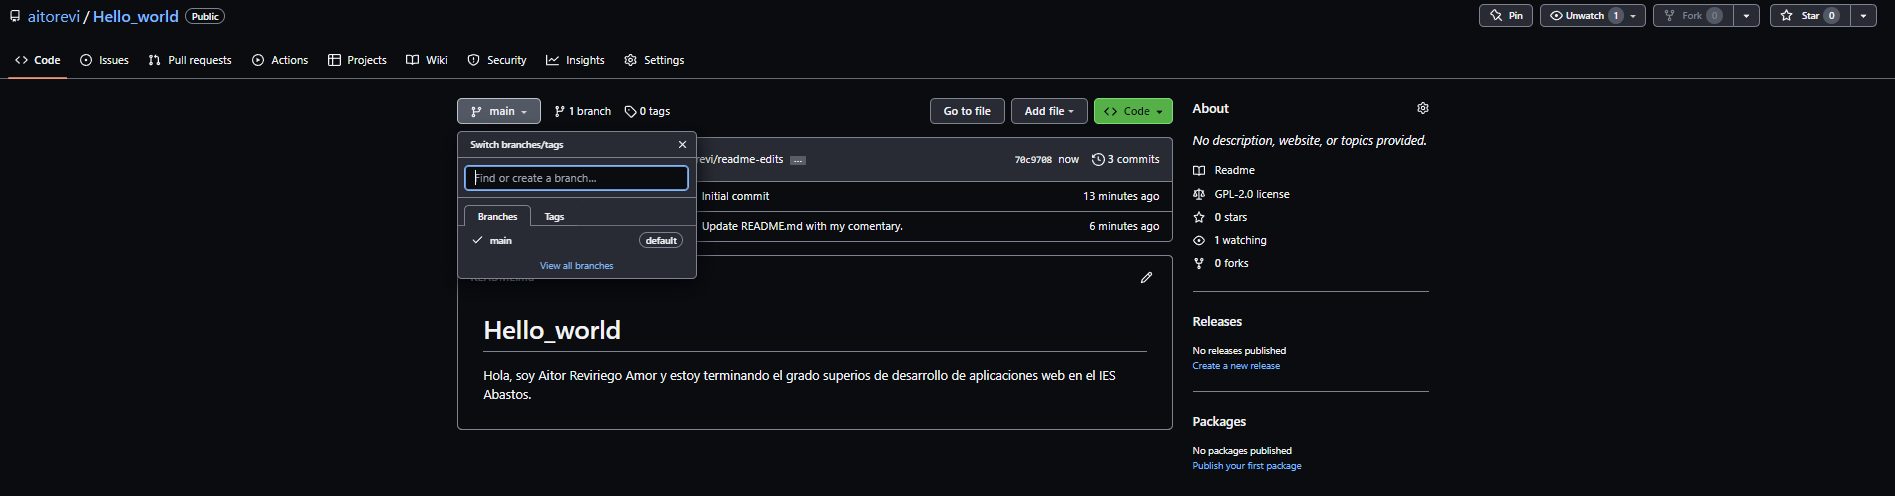 aitorevi / Hello_world Public
Pin Unwatch 1 Fork 0 Star 0
Code Issues Pull requests Actions Projects Wiki Security Insights Settings
main 1 branch 0 tags Go to file Add file Code
Switch branches/tags
Find or create a branch...
Branches Tags
main default
View all branches
revi/readme-edits ... 70c9708 now 3 commits
Initial commit 13 minutes ago
Update README.md with my comentary. 6 minutes ago
Hello_world
Hola, soy Aitor Reviriego Amor y estoy terminando el grado superios de desarrollo de aplicaciones web en el IES
Abastos.
About
No description, website, or topics provided.
Readme
GPL-2.0 license
0 stars
1 watching
0 forks
Releases
No releases published
Create a new release
Packages
No packages published
Publish your first package